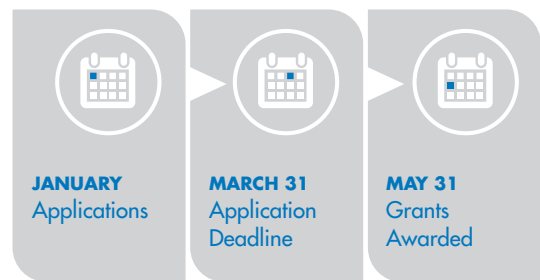 JANUARY
Applications
MARCH 31
Application
Deadline
MAY 31
Grants
Awarded